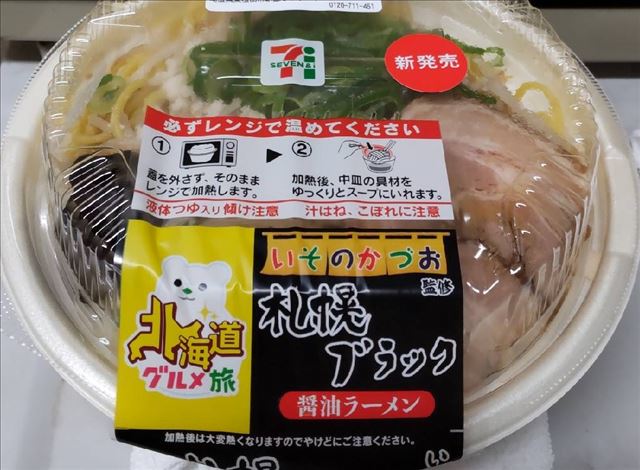 0120-711-451
SEVEN&i
新発売
必ずレンジで温めてください
①
蓋を外さず、そのまま
レンジで加熱します。
②
加熱後、中皿の具材を
ゆっくりとスープにいれます。
液体つゆ入り傾け注意
汁はね、こぼれに注意
北海道
グルメ旅
いそのかづお
監修
札幌
ブラック
醤油ラーメン
加熱後は大変熱くなりますのでやけどにご注意ください。